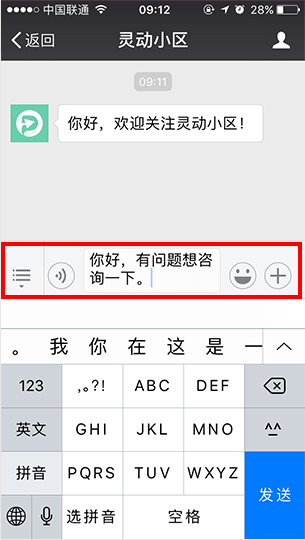 中国联通 09:12 28%
返回 灵动小区
09:11
你好，欢迎关注灵动小区！
你好，有问题想咨
询一下。
。 我 你 在 这 是 一
123 ,。?! ABC DEF
英文 GHI JKL MNO ^^
拼音 PQRS TUV WXYZ
选拼音 空格 发送